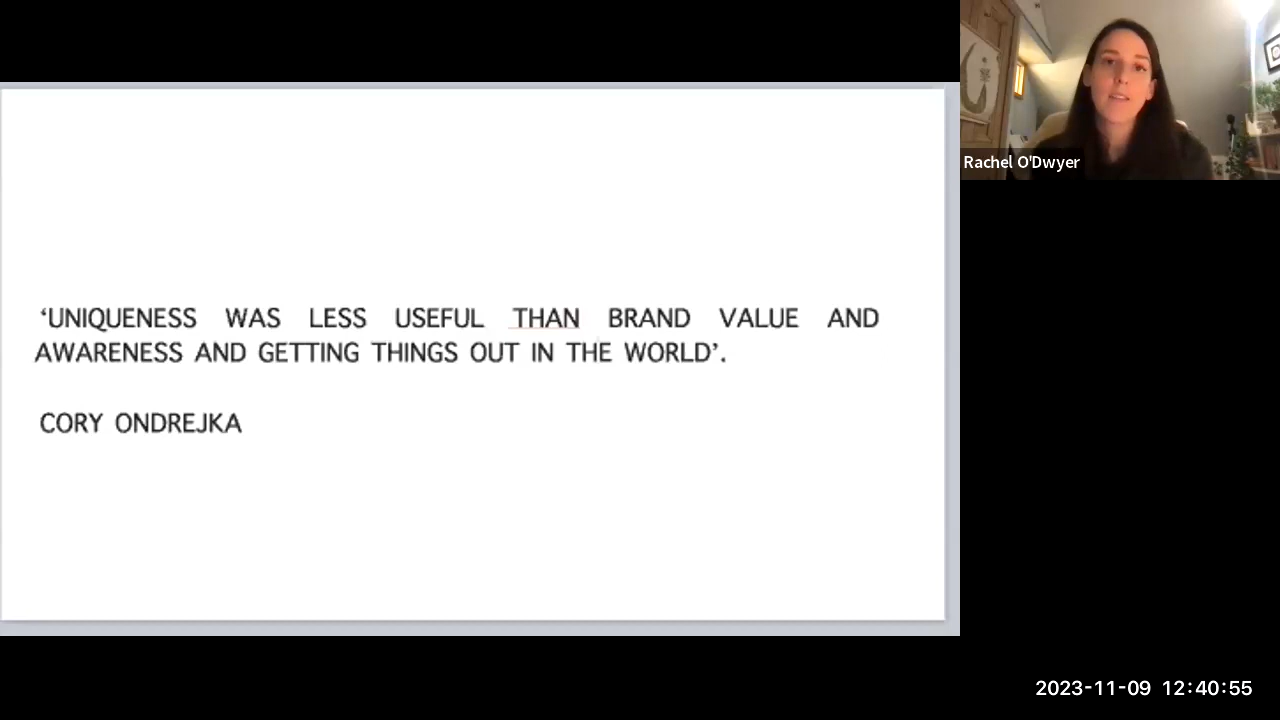 ‘UNIQUENESS WAS LESS USEFUL THAN BRAND VALUE AND
AWARENESS AND GETTING THINGS OUT IN THE WORLD’.
CORY ONDREJKA
Rachel O'Dwyer
2023-11-09 12:40:55